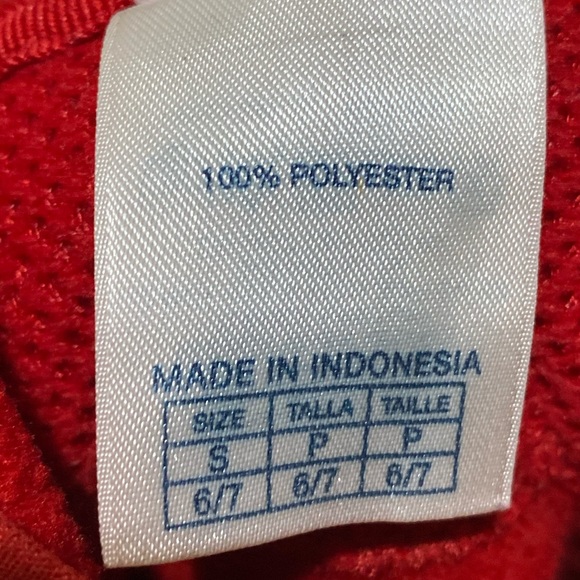 100% POLYESTER
MADE IN INDONESIA
SIZE TALLA TAILLE
S P P
6/7 6/7 6/7